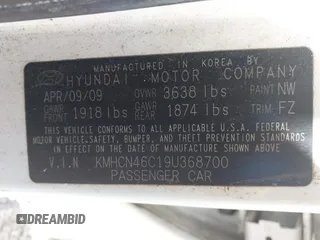 MANUFACTURED IN KOREA BY
HYUNDAI MOTOR COMPANY
APR/09/09 GVWR 3638 lbs PAINT NW
GAWR FRONT 1918 lbs GAWR REAR 1874 lbs TRIM FZ
THIS VEHICLE CONFORMS TO ALL APPLICABLE
U.S. FEDERAL MOTOR VEHICLE SAFETY, BUMPER
AND THEFT PREVENTION STANDARDS IN EFFECT ON
THE DATE OF MANUFACTURE SHOWN ABOVE.
V.I.N KMHCN46C19U368700
PASSENGER CAR
DREAMBID